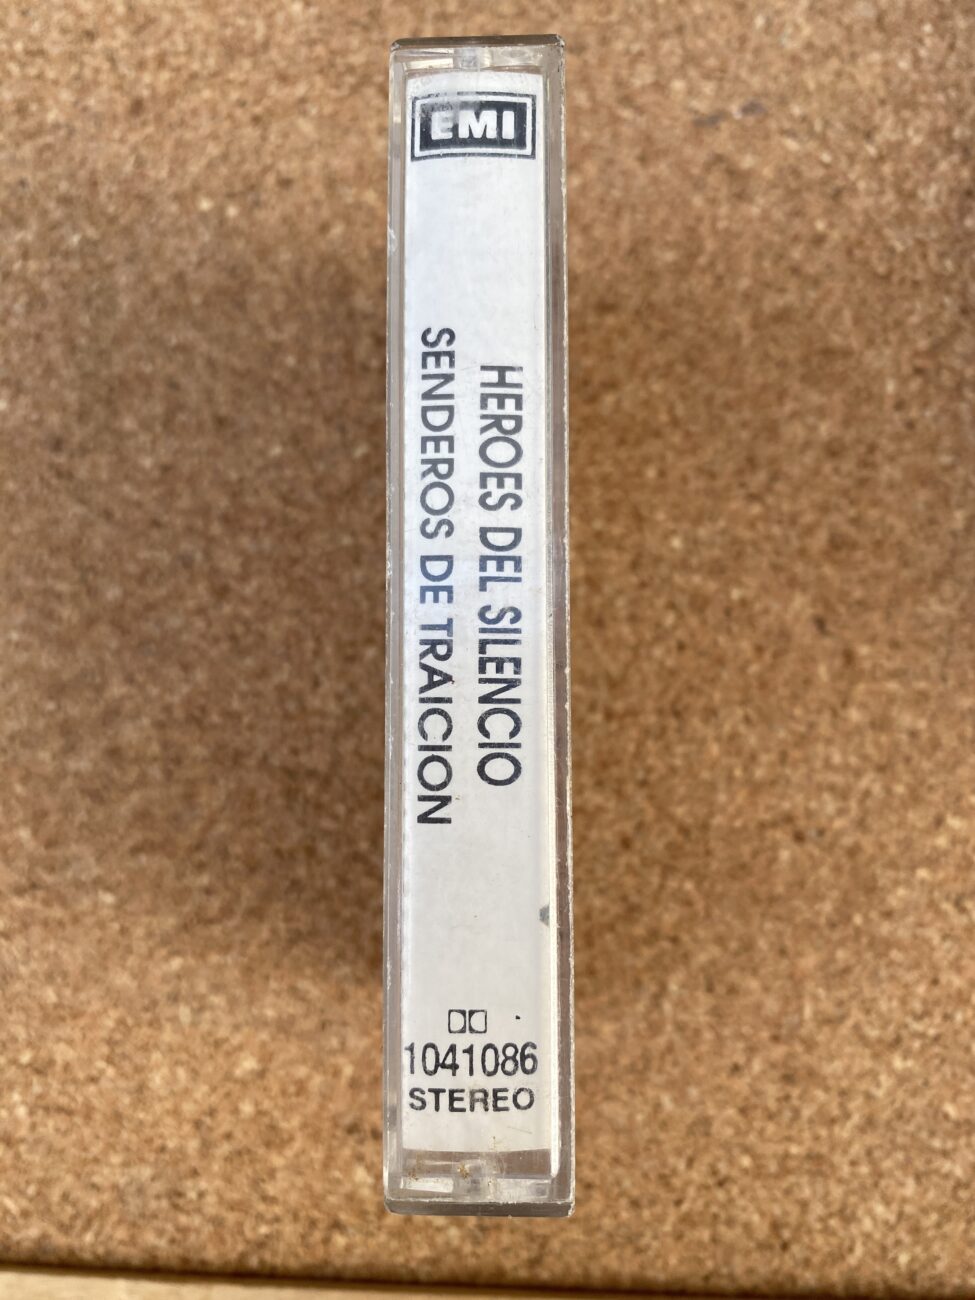 EMI
HEROES DEL SILENCIO
SENDEROS DE TRAICION
1041086
STEREO